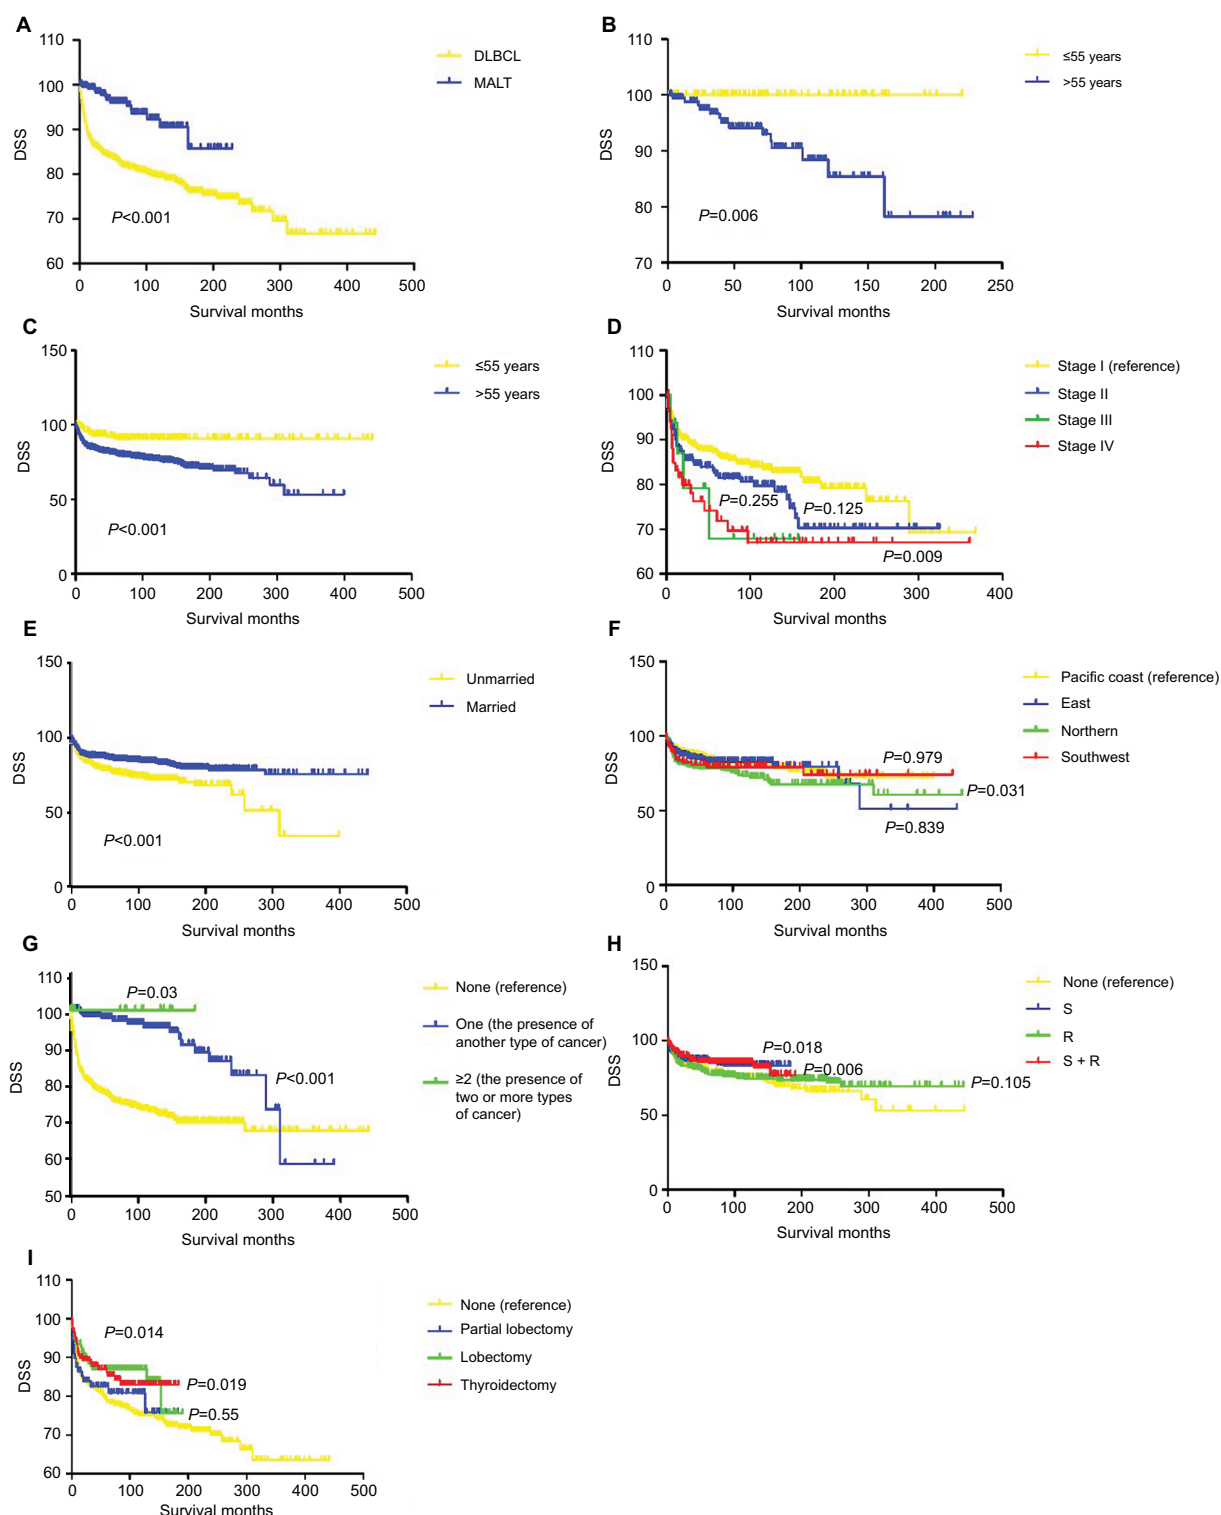 A
110
100
90
80
70
60
DSS
0 100 200 300 400 500
Survival months
P<0.001
DLBCL
MALT
B
110
100
90
80
70
DSS
0 50 100 150 200 250
Survival months
P=0.006
≤55 years
>55 years
C
150
100
50
0
DSS
0 100 200 300 400 500
Survival months
P<0.001
≤55 years
>55 years
D
110
100
90
80
70
60
DSS
0 100 200 300 400
Survival months
P=0.255
P=0.125
P=0.009
Stage I (reference)
Stage II
Stage III
Stage IV
E
150
100
50
0
DSS
0 100 200 300 400 500
Survival months
P<0.001
Unmarried
Married
F
150
100
50
0
DSS
0 100 200 300 400 500
Survival months
P=0.979
P=0.031
P=0.839
Pacific coast (reference)
East
Northern
Southwest
G
110
100
90
80
70
60
50
DSS
0 100 200 300 400 500
Survival months
P=0.03
P<0.001
None (reference)
One (the presence of
another type of cancer)
≥2 (the presence of
two or more types
of cancer)
H
150
100
50
0
DSS
0 100 200 300 400 500
Survival months
P=0.018
P=0.006
P=0.105
None (reference)
S
R
S + R
I
110
100
90
80
70
60
DSS
0 100 200 300 400 500
Survival months
P=0.014
P=0.019
P=0.55
None (reference)
Partial lobectomy
Lobectomy
Thyroidectomy